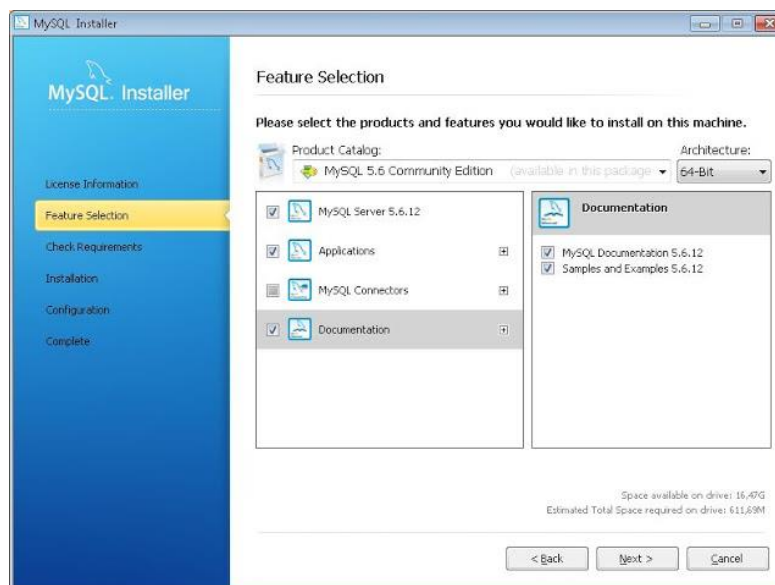 MySQL Installer
MySQL. Installer
License Information
Feature Selection
Check Requirements
Installation
Configuration
Complete
Feature Selection
Please select the products and features you would like to install on this machine.
Product Catalog:
Architecture:
MySQL 5.6 Community Edition (available in this package
64-Bit
MySQL Server 5.6.12
Applications
MySQL Connectors
Documentation
Documentation
MySQL Documentation 5.6.12
Samples and Examples 5.6.12
Space available on drive: 16,47G
Estimated Total Space required on drive: 611,69M
< Back
Next >
Cancel